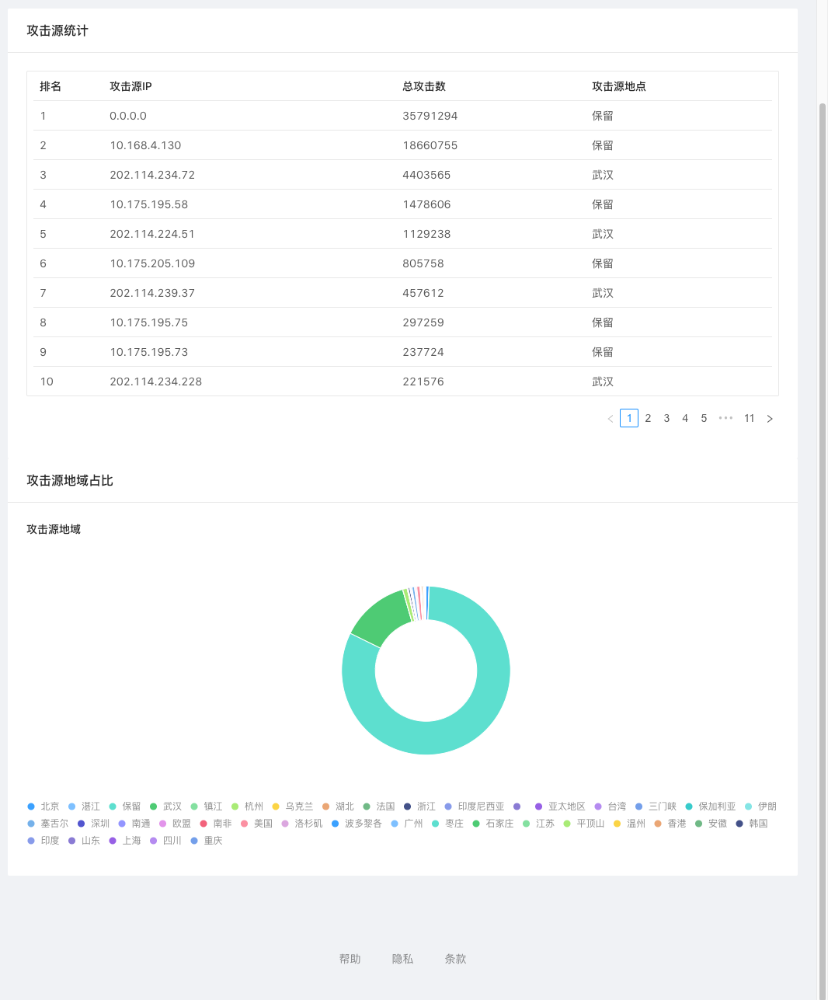 攻击源统计
排名 攻击源IP 总攻击数 攻击源地点
1 0.0.0.0 35791294 保留
2 10.168.4.130 18660755 保留
3 202.114.234.72 4403565 武汉
4 10.175.195.58 1478606 保留
5 202.114.224.51 1129238 武汉
6 10.175.205.109 805758 保留
7 202.114.239.37 457612 武汉
8 10.175.195.75 297259 保留
9 10.175.195.73 237724 保留
10 202.114.234.228 221576 武汉
1 2 3 4 5 ••• 11
攻击源地域占比
攻击源地域
北京 湛江 保留 武汉 镇江 杭州 乌克兰 湖北 法国 浙江 印度尼西亚 亚太地区 台湾 三门峡 保加利亚 伊朗
塞舌尔 深圳 南通 欧盟 南非 美国 洛杉矶 波多黎各 广州 枣庄 石家庄 江苏 平顶山 温州 香港 安徽 韩国
印度 山东 上海 四川 重庆
帮助 隐私 条款